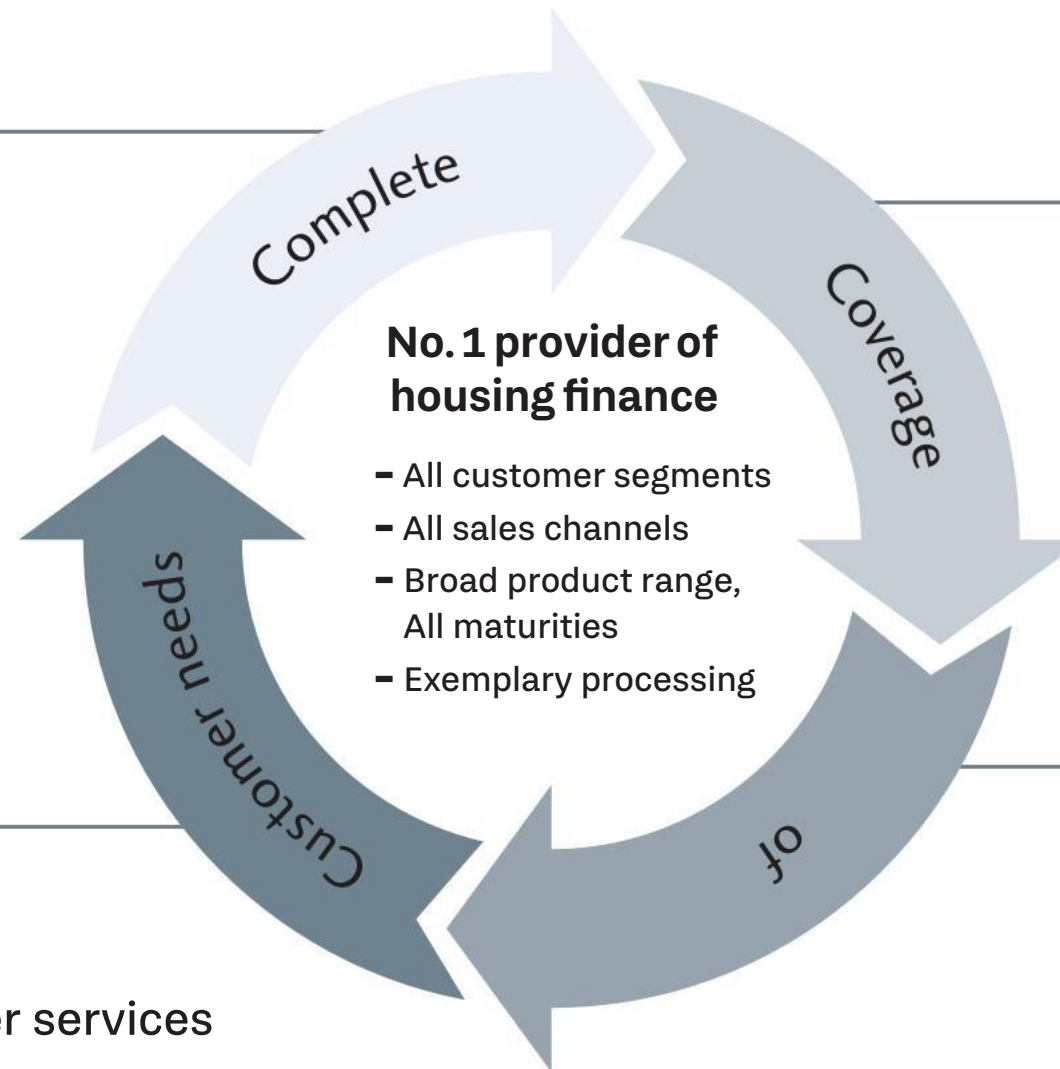 Complete
Coverage
of
Customer needs
No. 1 provider of
housing finance
– All customer segments
– All sales channels
– Broad product range,
All maturities
– Exemplary processing
services